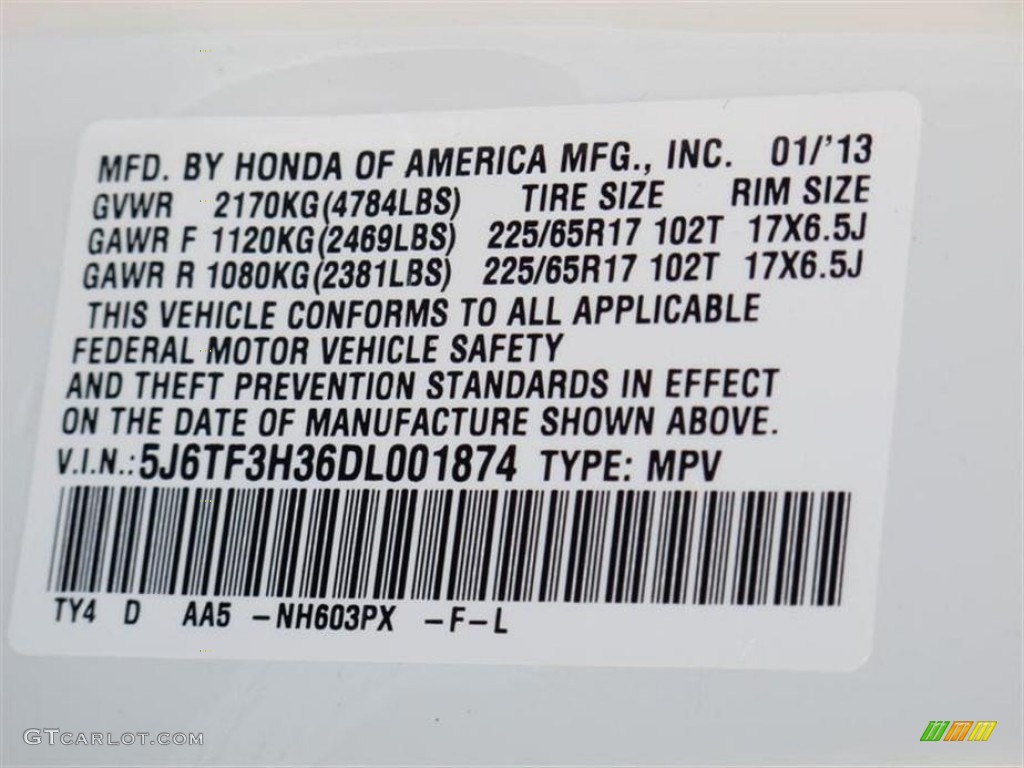 MFD. BY HONDA OF AMERICA MFG., INC. 01/'13
GVWR 2170KG(4784LBS) TIRE SIZE RIM SIZE
GAWR F 1120KG(2469LBS) 225/65R17 102T 17X6.5J
GAWR R 1080KG(2381LBS) 225/65R17 102T 17X6.5J
THIS VEHICLE CONFORMS TO ALL APPLICABLE
FEDERAL MOTOR VEHICLE SAFETY
AND THEFT PREVENTION STANDARDS IN EFFECT
ON THE DATE OF MANUFACTURE SHOWN ABOVE.
V.I.N.: 5J6TF3H36DL001874 TYPE: MPV
TY4 D AA5 -NH603PX -F-L
GTCARLOT.COM